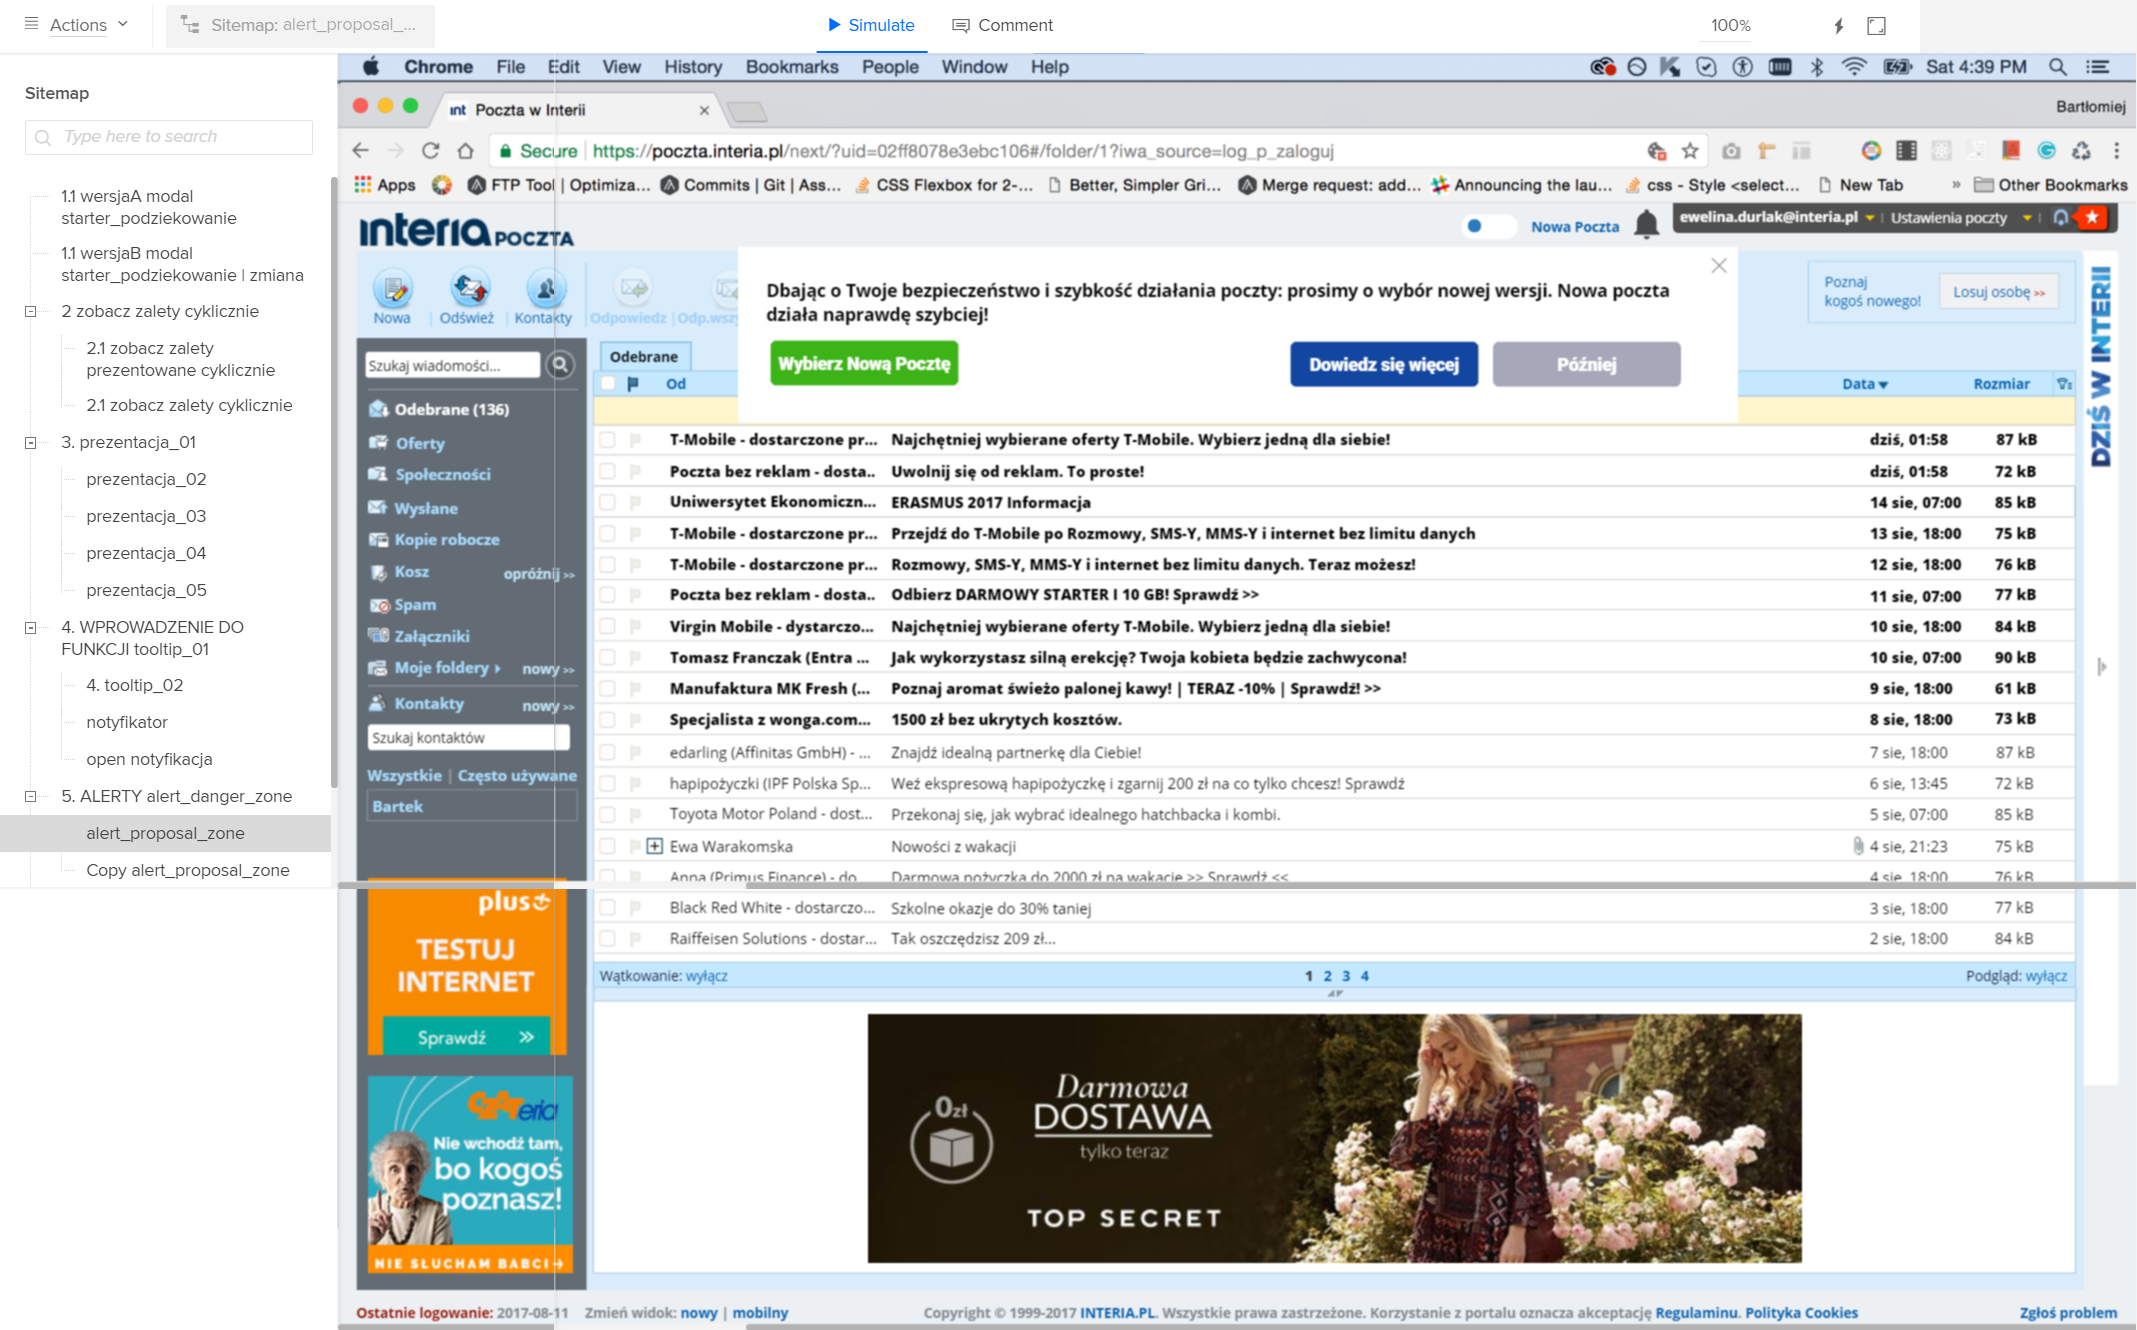 Actions
Sitemap: alert_proposal_...
Simulate
Comment
100%
Sitemap
Type here to search
1.1 wersjaA modal
starter_podziekowanie
1.1 wersjaB modal
starter_podziekowanie | zmiana
2 zobacz zalety cyklicznie
2.1 zobacz zalety
prezentowane cyklicznie
2.1 zobacz zalety cyklicznie
3. prezentacja_01
prezentacja_02
prezentacja_03
prezentacja_04
prezentacja_05
4. WPROWADZENIE DO
FUNKCJI tooltip_01
4. tooltip_02
notyfikator
open notyfikacja
5. ALERTY alert_danger_zone
alert_proposal_zone
Copy alert_proposal_zone
Chrome File Edit View History Bookmarks People Window Help
Sat 4:39 PM
int Poczta w Interii
Bartłomiej
Secure https://poczta.interia.pl/next/?uid=02ff8078e3ebc106#/folder/1?iwa_source=log_p_zaloguj
Apps FTP Tool | Optimiza... Commits | Git | Ass... CSS Flexbox for 2-... Better, Simpler Gri... Merge request: add... Announcing the lau... css - Style <select... New Tab » Other Bookmarks
interia POCZTA
Nowa Poczta
ewelina.durlak@interia.pl | Ustawienia poczty |
Nowa | Odśwież | Kontakty Odpowiedz | Odp.wszy
Dbając o Twoje bezpieczeństwo i szybkość działania poczty: prosimy o wybór nowej wersji. Nowa poczta
działa naprawdę szybciej!
Wybierz Nową Pocztę
Dowiedz się więcej
Później
Poznaj
kogoś nowego!
Losuj osobę >>
DZIŚ W INTERII
Szukaj wiadomości...
Odebrane (136)
Oferty
Społeczności
Wysłane
Kopie robocze
Kosz opróżnij >>
Spam
Załączniki
Moje foldery nowy >>
Kontakty nowy >>
Szukaj kontaktów
Wszystkie | Często używane
Bartek
Odebrane
Od Data Rozmiar
T-Mobile - dostarczone pr... Najchętniej wybierane oferty T-Mobile. Wybierz jedną dla siebie! dziś, 01:58 87 kB
Poczta bez reklam - dosta.. Uwolnij się od reklam. To proste! dziś, 01:58 72 kB
Uniwersytet Ekonomiczn... ERASMUS 2017 Informacja 14 sie, 07:00 85 kB
T-Mobile - dostarczone pr... Przejdź do T-Mobile po Rozmowy, SMS-Y, MMS-Y i internet bez limitu danych 13 sie, 18:00 75 kB
T-Mobile - dostarczone pr... Rozmowy, SMS-Y, MMS-Y i internet bez limitu danych. Teraz możesz! 12 sie, 18:00 76 kB
Poczta bez reklam - dosta.. Odbierz DARMOWY STARTER I 10 GB! Sprawdź >> 11 sie, 07:00 77 kB
Virgin Mobile - dystarczo... Najchętniej wybierane oferty T-Mobile. Wybierz jedną dla siebie! 10 sie, 18:00 84 kB
Tomasz Franczak (Entra ... Jak wykorzystasz silną erekcję? Twoja kobieta będzie zachwycona! 10 sie, 07:00 90 kB
Manufaktura MK Fresh (... Poznaj aromat świeżo palonej kawy! | TERAZ -10% | Sprawdź! >> 9 sie, 18:00 61 kB
Specjalista z wonga.com... 1500 zł bez ukrytych kosztów. 8 sie, 18:00 73 kB
edarling (Affinitas GmbH) - ... Znajdź idealną partnerkę dla Ciebie! 7 sie, 18:00 87 kB
hapipożyczki (IPF Polska Sp... Weź ekspresową hapipożyczkę i zgarnij 200 zł na co tylko chcesz! Sprawdź 6 sie, 13:45 72 kB
Toyota Motor Poland - dost... Przekonaj się, jak wybrać idealnego hatchbacka i kombi. 5 sie, 07:00 85 kB
Ewa Warakomska Nowości z wakacji 4 sie, 21:23 75 kB
Anna (Primus Finance) - do... Darmowa pożyczka do 2000 zł na wakacje >> Sprawdź << 4 sie, 18:00 76 kB
Black Red White - dostarczo... Szkolne okazje do 30% taniej 3 sie, 18:00 77 kB
Raiffeisen Solutions - dostar... Tak oszczędzisz 209 zł... 2 sie, 18:00 84 kB
Wątkowanie: wyłącz 1 2 3 4 Podgląd: wyłącz
plus
TESTUJ
INTERNET
Sprawdź »
czateria
Nie wchodź tam,
bo kogoś
poznasz!
NIE SŁUCHAM BABCI
0zł
Darmowa
DOSTAWA
tylko teraz
TOP SECRET
Ostatnie logowanie: 2017-08-11 Zmień widok: nowy | mobilny Copyright © 1999-2017 INTERIA.PL. Wszystkie prawa zastrzeżone. Korzystanie z portalu oznacza akceptację Regulaminu. Polityka Cookies Zgłoś problem